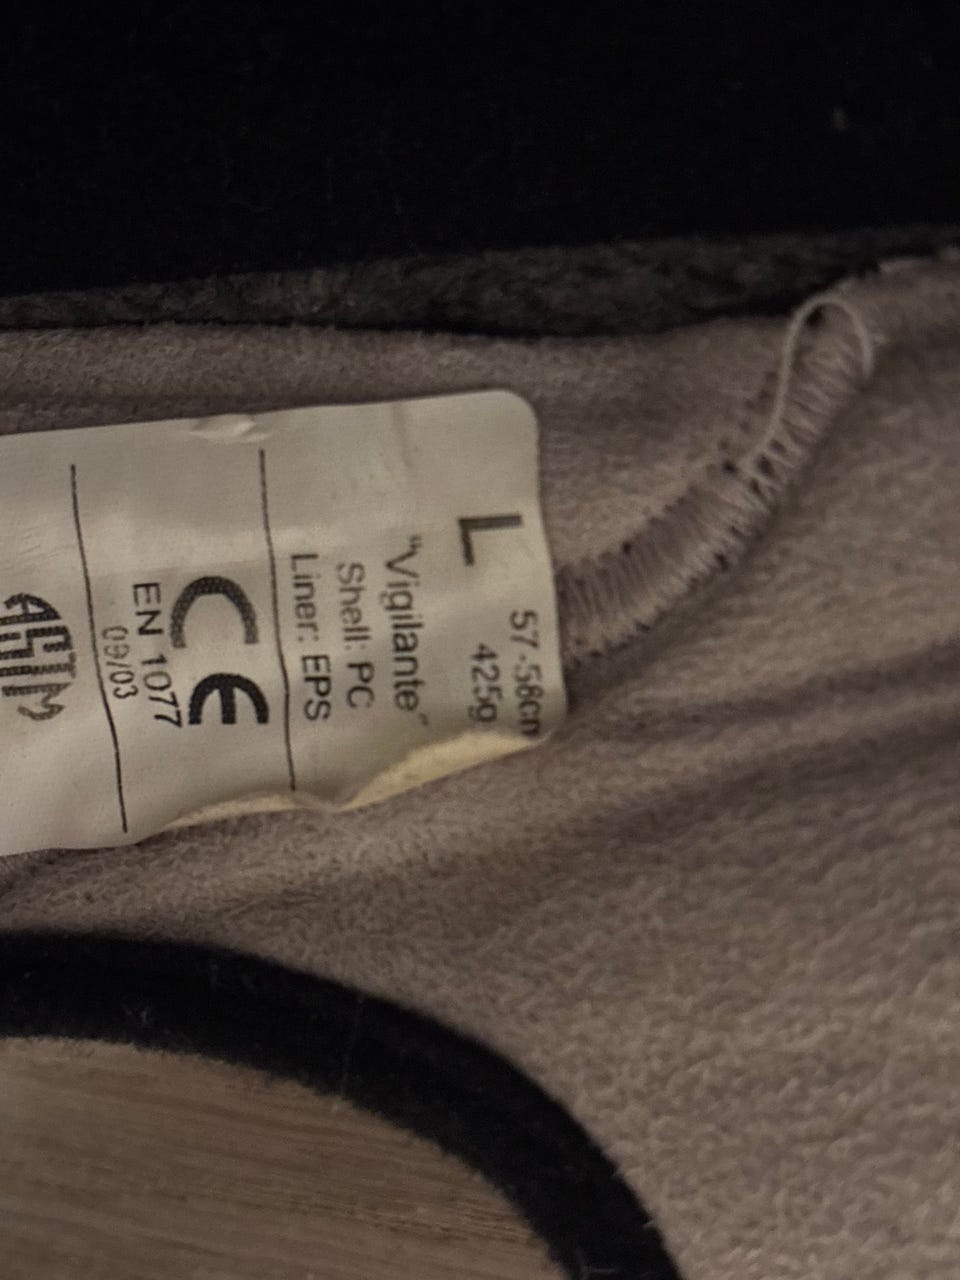 L
57-58cm
425g
"Vigilante"
Shell: PC
Liner: EPS
CE
EN 1077
09/03
ASTM